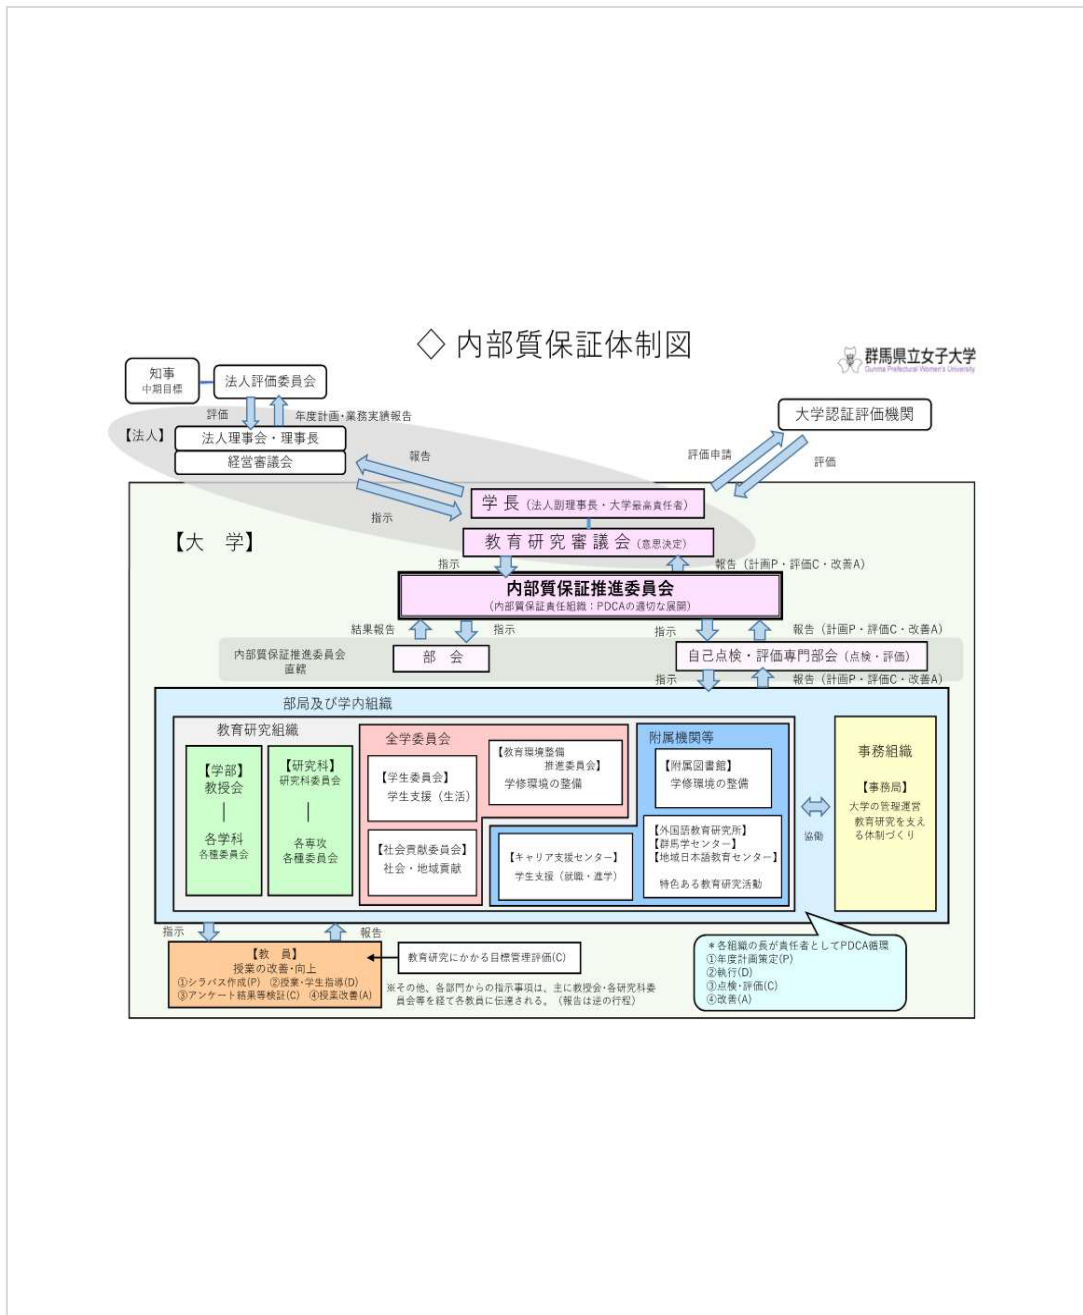 ◇ 内部質保証体制図
群馬県立女子大学
Gunma Prefectural Women's University
知事
中期目標
法人評価委員会
評価
年度計画・業務実績報告
【法人】
法人理事会・理事長
経営審議会
大学認証評価機関
報告
指示
評価申請
評価
【大　学】
学 長（法人副理事長・大学最高責任者）
教 育 研 究 審 議 会（意思決定）
指示
報告（計画P・評価C・改善A）
内部質保証推進委員会
（内部質保証責任組織：PDCAの適切な展開）
結果報告
指示
指示
報告（計画P・評価C・改善A）
内部質保証推進委員会
直轄
部　会
自己点検・評価専門部会（点検・評価）
指示
報告（計画P・評価C・改善A）
部局及び学内組織
教育研究組織
【学部】
教授会
各学科
各種委員会
【研究科】
研究科委員会
各専攻
各種委員会
全学委員会
【学生委員会】
学生支援（生活）
【教育環境整備
推進委員会】
学修環境の整備
【社会貢献委員会】
社会・地域貢献
附属機関等
【附属図書館】
学修環境の整備
【キャリア支援センター】
学生支援（就職・進学）
【外国語教育研究所】
【群馬学センター】
【地域日本語教育センター】
特色ある教育研究活動
協働
事務組織
【事務局】
大学の管理運営
教育研究を支え
る体制づくり
指示
報告
【教　員】
授業の改善・向上
①シラバス作成(P)　②授業・学生指導(D)
③アンケート結果等検証(C)　④授業改善(A)
教育研究にかかる目標管理評価(C)
※その他、各部門からの指示事項は、主に教授会・各研究科委
員会等を経て各教員に伝達される。（報告は逆の行程）
＊各組織の長が責任者としてPDCA循環
①年度計画策定(P)
②執行(D)
③点検・評価(C)
④改善(A)